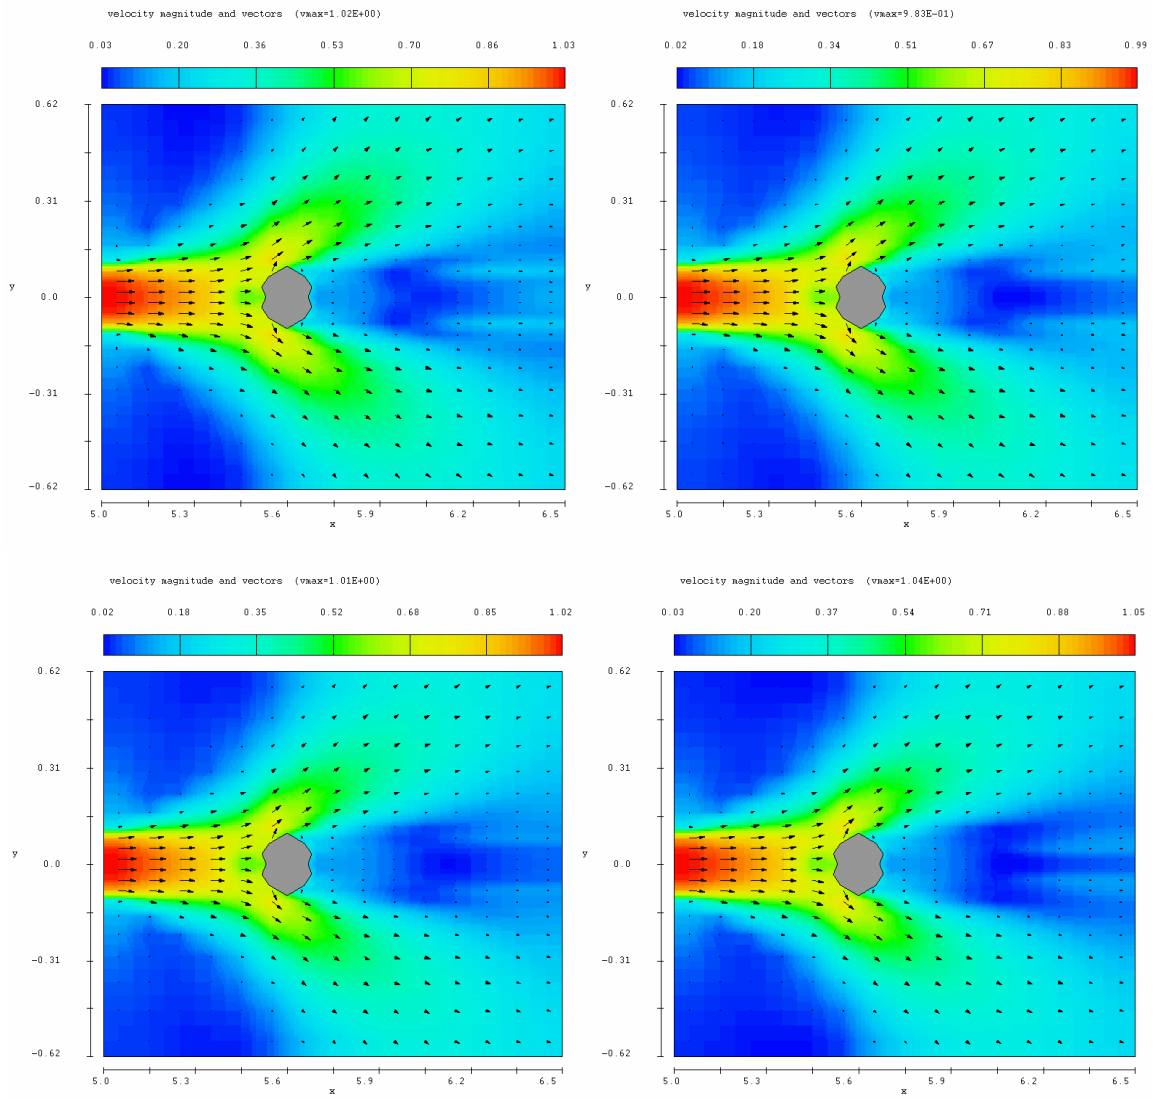 velocity magnitude and vectors (vmax=1.02E+00)
0.03 0.20 0.36 0.53 0.70 0.86 1.03
0.62
0.31
y
0.0
-0.31
-0.62
5.0 5.3 5.6 5.9 6.2 6.5
x
velocity magnitude and vectors (vmax=9.83E-01)
0.02 0.18 0.34 0.51 0.67 0.83 0.99
0.62
0.31
y
0.0
-0.31
-0.62
5.0 5.3 5.6 5.9 6.2 6.5
x
velocity magnitude and vectors (vmax=1.01E+00)
0.02 0.18 0.35 0.52 0.68 0.85 1.02
0.62
0.31
y
0.0
-0.31
-0.62
5.0 5.3 5.6 5.9 6.2 6.5
x
velocity magnitude and vectors (vmax=1.04E+00)
0.03 0.20 0.37 0.54 0.71 0.88 1.05
0.62
0.31
y
0.0
-0.31
-0.62
5.0 5.3 5.6 5.9 6.2 6.5
x